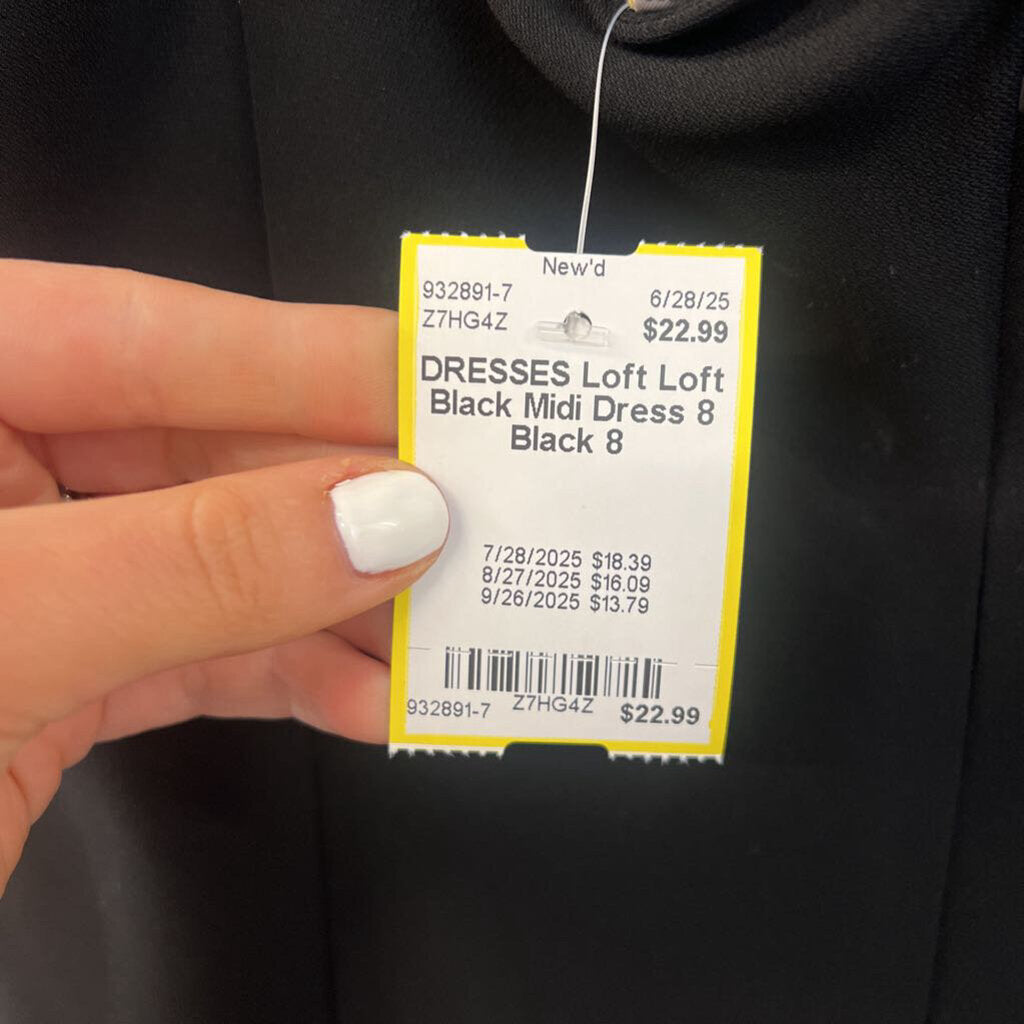 New'd
932891-7 6/28/25
Z7HG4Z $22.99
DRESSES Loft Loft
Black Midi Dress 8
Black 8
7/28/2025 $18.39
8/27/2025 $16.09
9/26/2025 $13.79
932891-7 Z7HG4Z $22.99